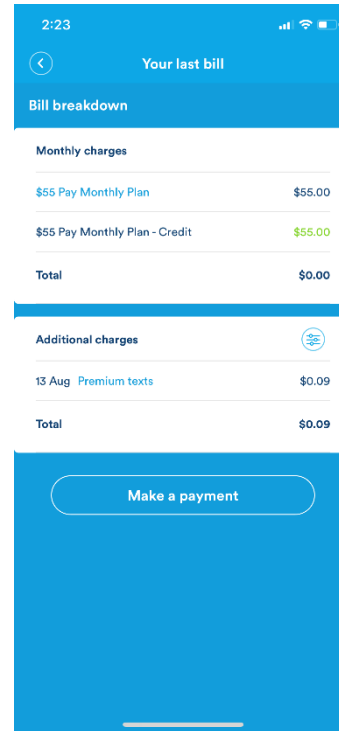 2:23
Your last bill
Bill breakdown
Monthly charges
$55 Pay Monthly Plan $55.00
$55 Pay Monthly Plan - Credit $55.00
Total $0.00
Additional charges
13 Aug Premium texts $0.09
Total $0.09
Make a payment